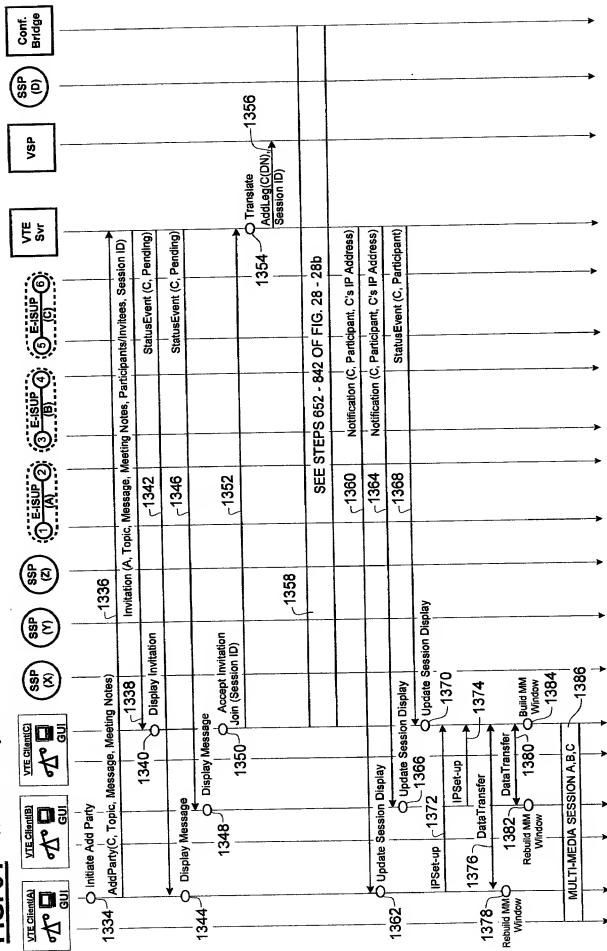 VTE Client(A)
GUI
VTE Client(B)
GUI
VTE Client(C)
GUI
SSP
(X)
SSP
(Y)
SSP
(Z)
1 E-ISUP 2
(A)
3 E-ISUP 4
(B)
5 E-ISUP 6
(C)
VTE
Svr
VSP
SSP
(D)
Conf.
Bridge
Initiate Add Party
1334
AddParty(C, Topic, Message, Meeting Notes)
1336
Invitation (A, Topic, Message, Meeting Notes, Participants/Invitees, Session ID)
1338
Display Invitation
1340
1342
StatusEvent (C, Pending)
Display Message
1344
1346
StatusEvent (C, Pending)
Display Message
1348
Accept Invitation
1350
Join (Session ID)
1352
Translate
1354
AddLeg(C(DN),
Session ID)
1356
1358
SEE STEPS 652 - 842 OF FIG. 28 - 28b
1360
Notification (C, Participant, C's IP Address)
Update Session Display
1362
1364
Notification (C, Participant, C's IP Address)
Update Session Display
1366
1368
StatusEvent (C, Participant)
Update Session Display
1370
IPSet-up
1372
IPSet-up
1374
1376
DataTransfer
1378
Rebuild MM
Window
DataTransfer
1380
1382
Rebuild MM
Window
Build MM
Window
1384
MULTI-MEDIA SESSION A,B,C
1386